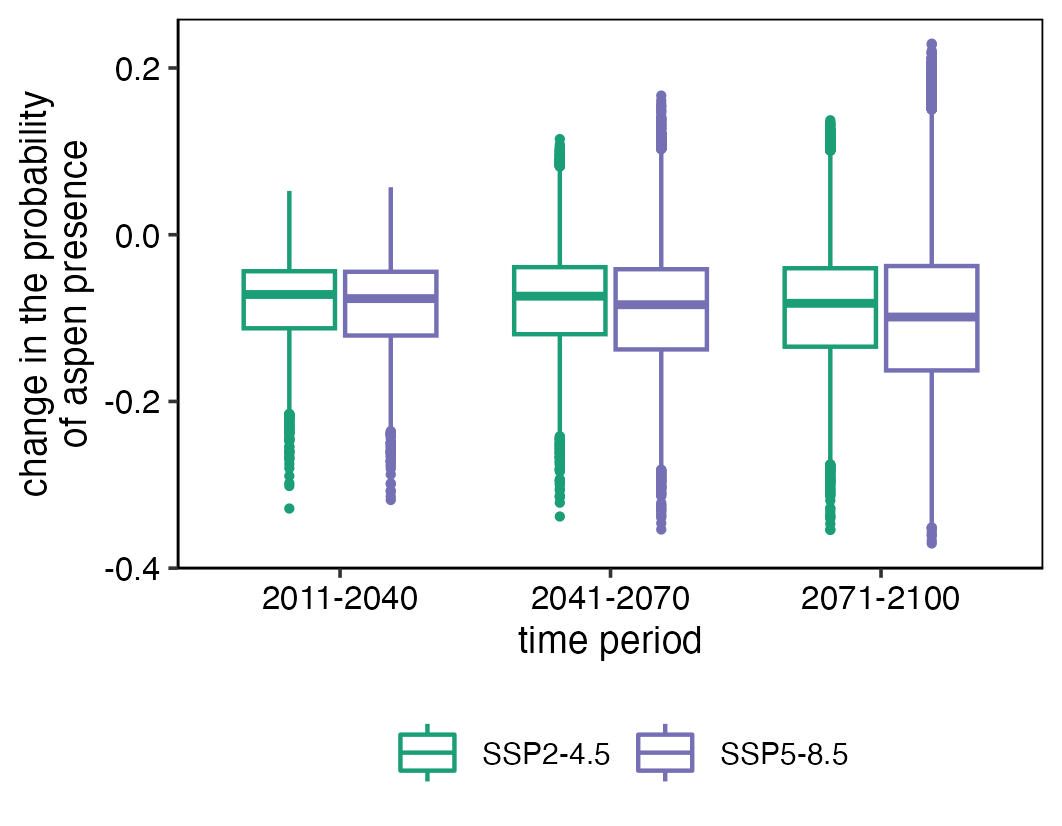 change in the probability
of aspen presence
0.2
0.0
-0.2
-0.4
2011-2040 2041-2070 2071-2100
time period
SSP2-4.5 SSP5-8.5